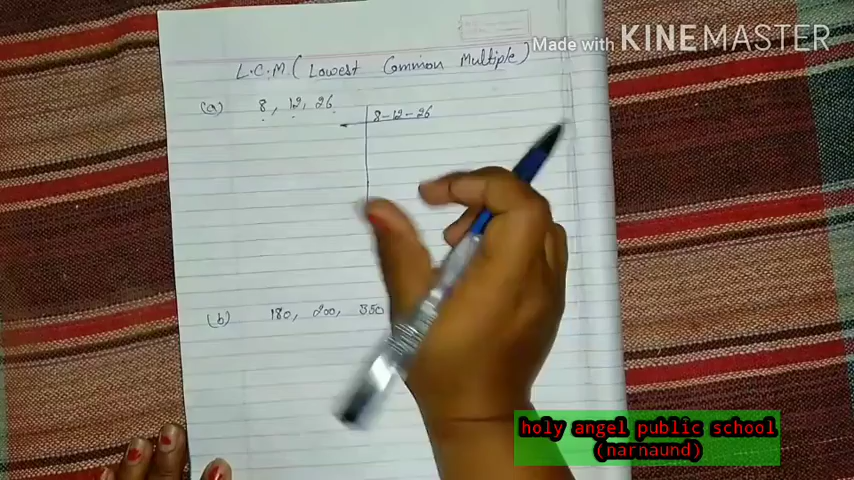 Made with KINEMASTER
L.C.M. (Lowest Common Multiple)
(a) 8, 12, 26
8-12-26
(b) 180, 200, 350
holy angel public school
(narnaund)